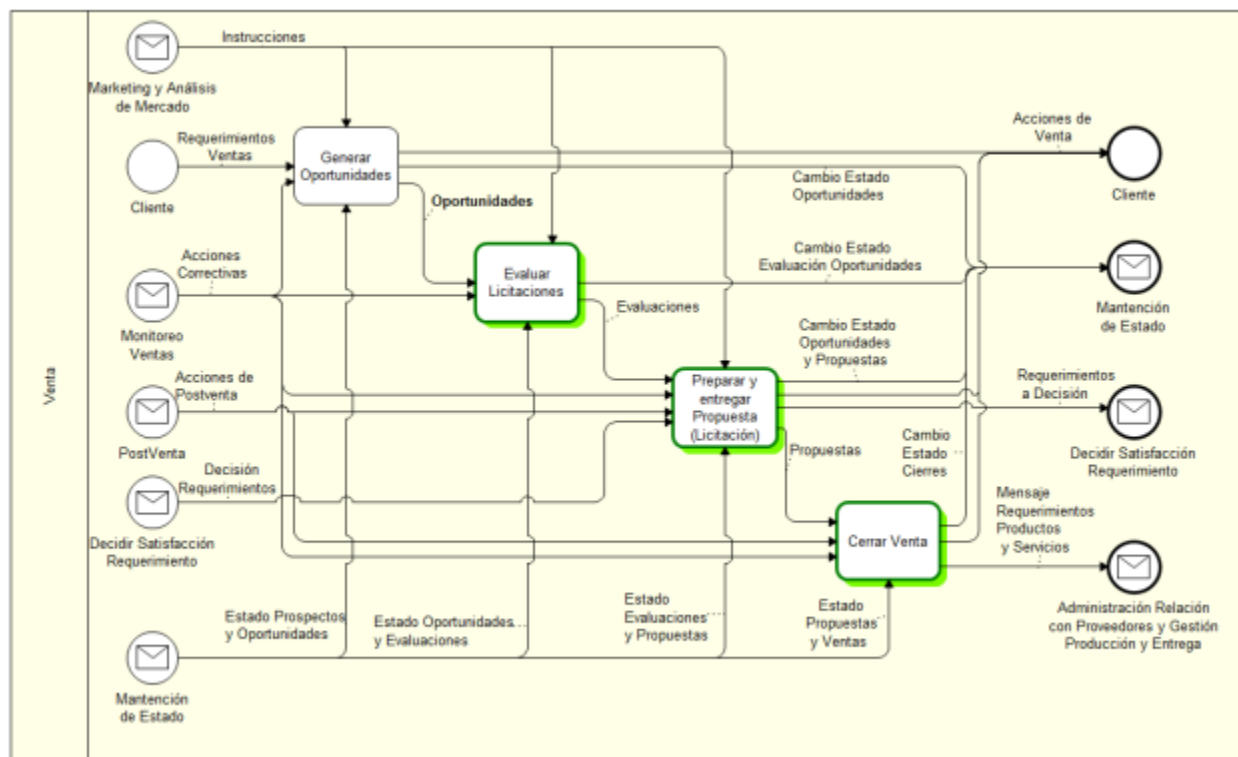 Venta
Instrucciones
Marketing y Análisis
de Mercado
Requerimientos
Ventas
Cliente
Generar
Oportunidades
Acciones de
Venta
Cliente
Cambio Estado
Oportunidades
Oportunidades
Acciones
Correctivas
Monitoreo
Ventas
Evaluar
Licitaciones
Cambio Estado
Evaluación Oportunidades
Mantención
de Estado
Evaluaciones
Cambio Estado
Oportunidades
y Propuestas
Acciones de
Postventa
PostVenta
Preparar y
entregar
Propuesta
(Licitación)
Requerimientos
a Decisión
Decidir Satisfacción
Requerimiento
Decisión
Requerimientos
Decidir Satisfacción
Requerimiento
Propuestas
Cambio
Estado
Cierres
Cerrar Venta
Mensaje
Requerimientos
Productos
y Servicios
Administración Relación
con Proveedores y Gestión
Producción y Entrega
Estado Prospectos
y Oportunidades
Estado Oportunidades
y Evaluaciones
Estado
Evaluaciones
y Propuestas
Estado
Propuestas
y Ventas
Mantención
de Estado